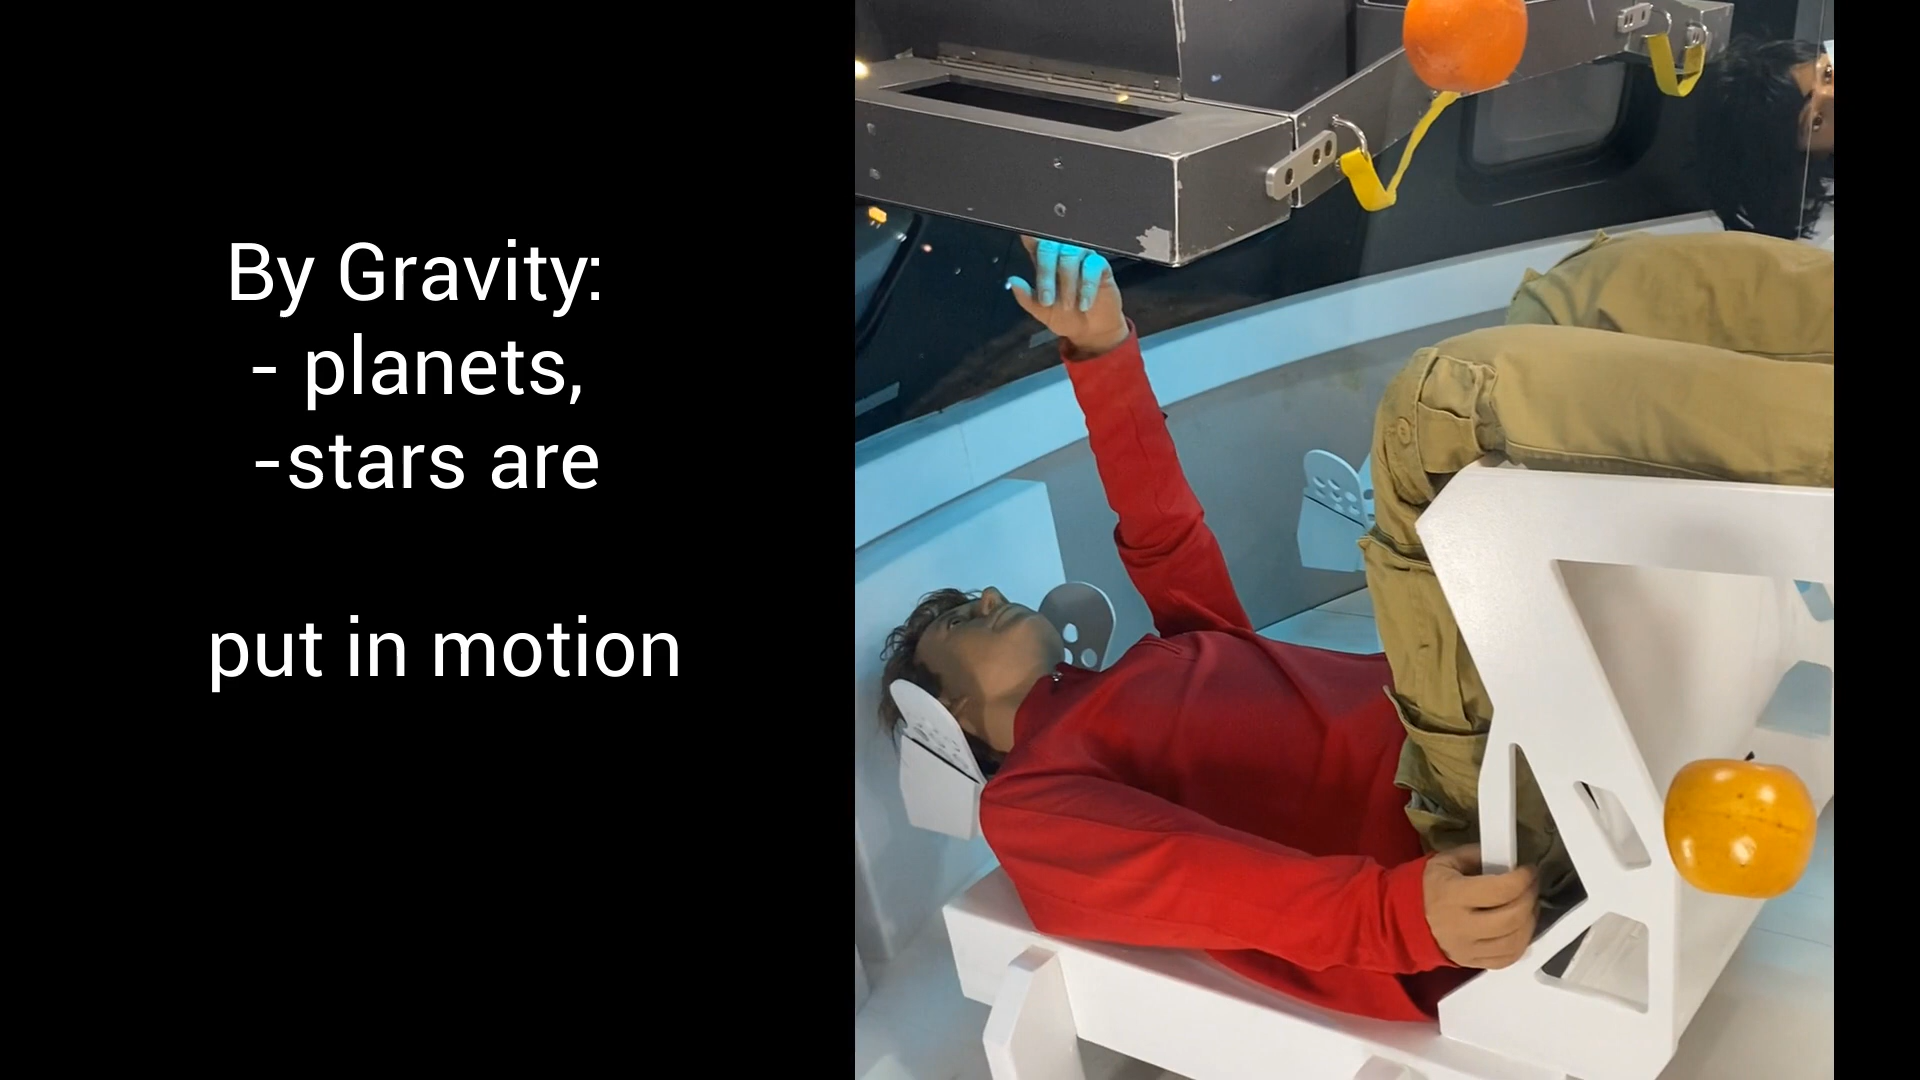 By Gravity:
- planets,
-stars are
put in motion